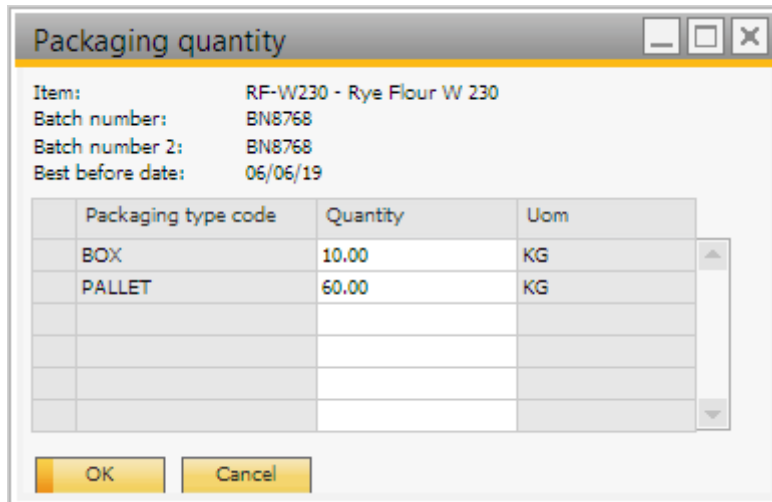 Packaging quantity
Item: RF-W230 - Rye Flour W 230
Batch number: BN8768
Batch number 2: BN8768
Best before date: 06/06/19
Packaging type code Quantity Uom
BOX 10.00 KG
PALLET 60.00 KG
OK Cancel